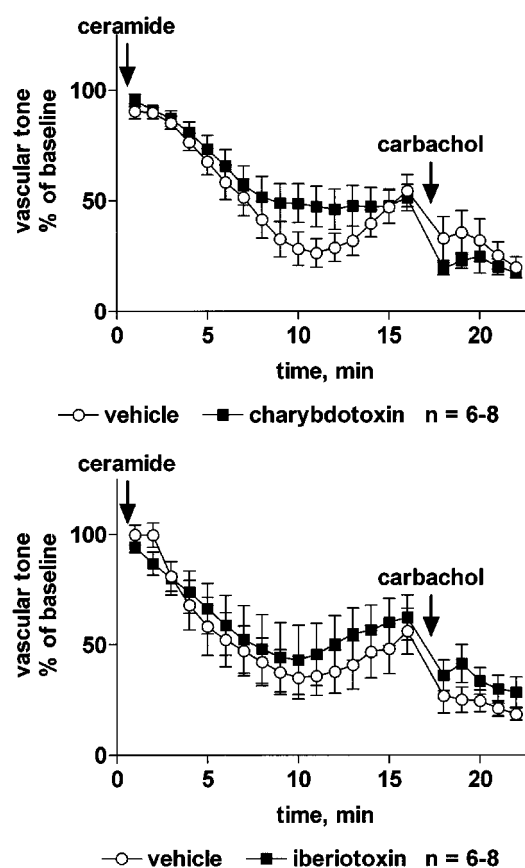 ceramide
100
50
0
vascular tone
% of baseline
carbachol
0 5 10 15 20
time, min
vehicle charybdotoxin n = 6-8
ceramide
100
50
0
vascular tone
% of baseline
carbachol
0 5 10 15 20
time, min
vehicle iberiotoxin n = 6-8